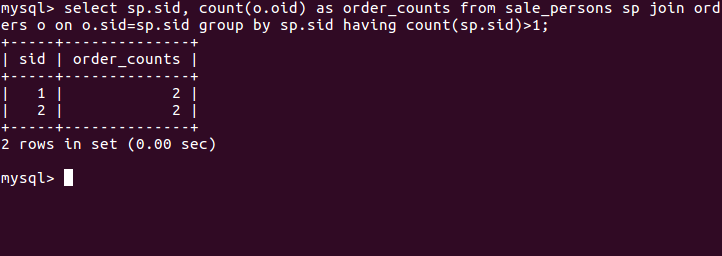 mysql> select sp.sid, count(o.oid) as order_counts from sale_persons sp join ord
ers o on o.sid=sp.sid group by sp.sid having count(sp.sid)>1;
+-----+--------------+
| sid | order_counts |
+-----+--------------+
|   1 |            2 |
|   2 |            2 |
+-----+--------------+
2 rows in set (0.00 sec)

mysql>